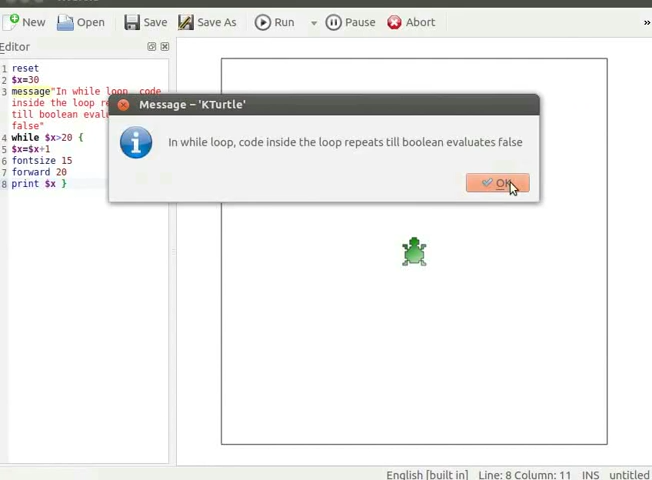 New Open Save Save As Run Pause Abort »
Editor
1 reset
2 $x=30
3 message"In while loop, code
inside the loop
till boolean
false"
4 while $x>20 {
5 $x=$x+1
6 fontsize 15
7 forward 20
8 print $x }
Message – 'KTurtle'
In while loop, code inside the loop repeats till boolean evaluates false
OK
English [built in] Line: 8 Column: 11 INS untitled